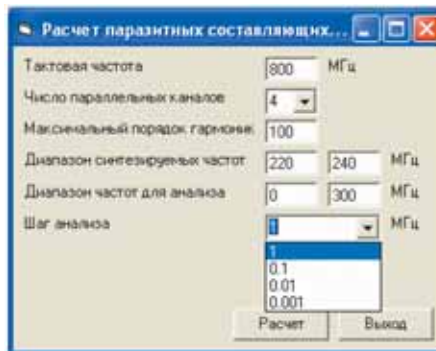 Расчет паразитных составляющих...
Тактовая частота 800 МГц
Число параллельных каналов 4
Максимальный порядок гармоник 100
Диапазон синтезируемых частот 220 240 МГц
Диапазон частот для анализа 0 300 МГц
Шаг анализа 1 МГц
1
0.1
0.01
0.001
Расчет Выход